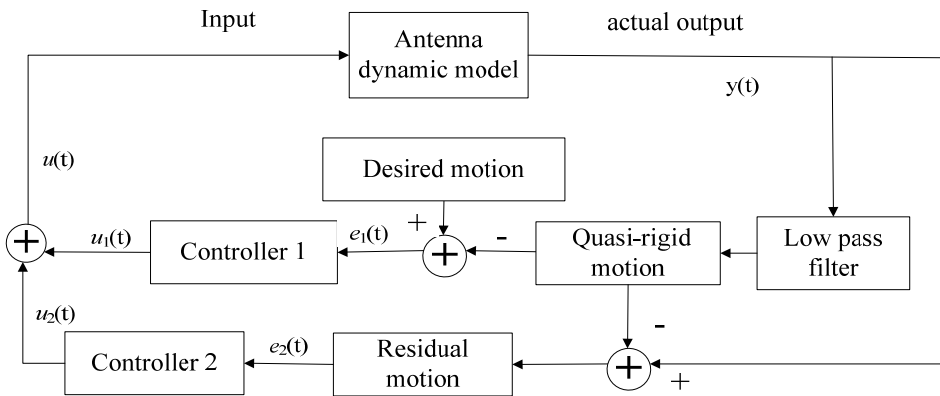 Input
actual output
Antenna
dynamic model
y(t)
u(t)
Desired motion
+
+
u1(t)
Controller 1
e1(t)
+
-
Quasi-rigid
motion
Low pass
filter
u2(t)
-
Controller 2
e2(t)
Residual
motion
+
+